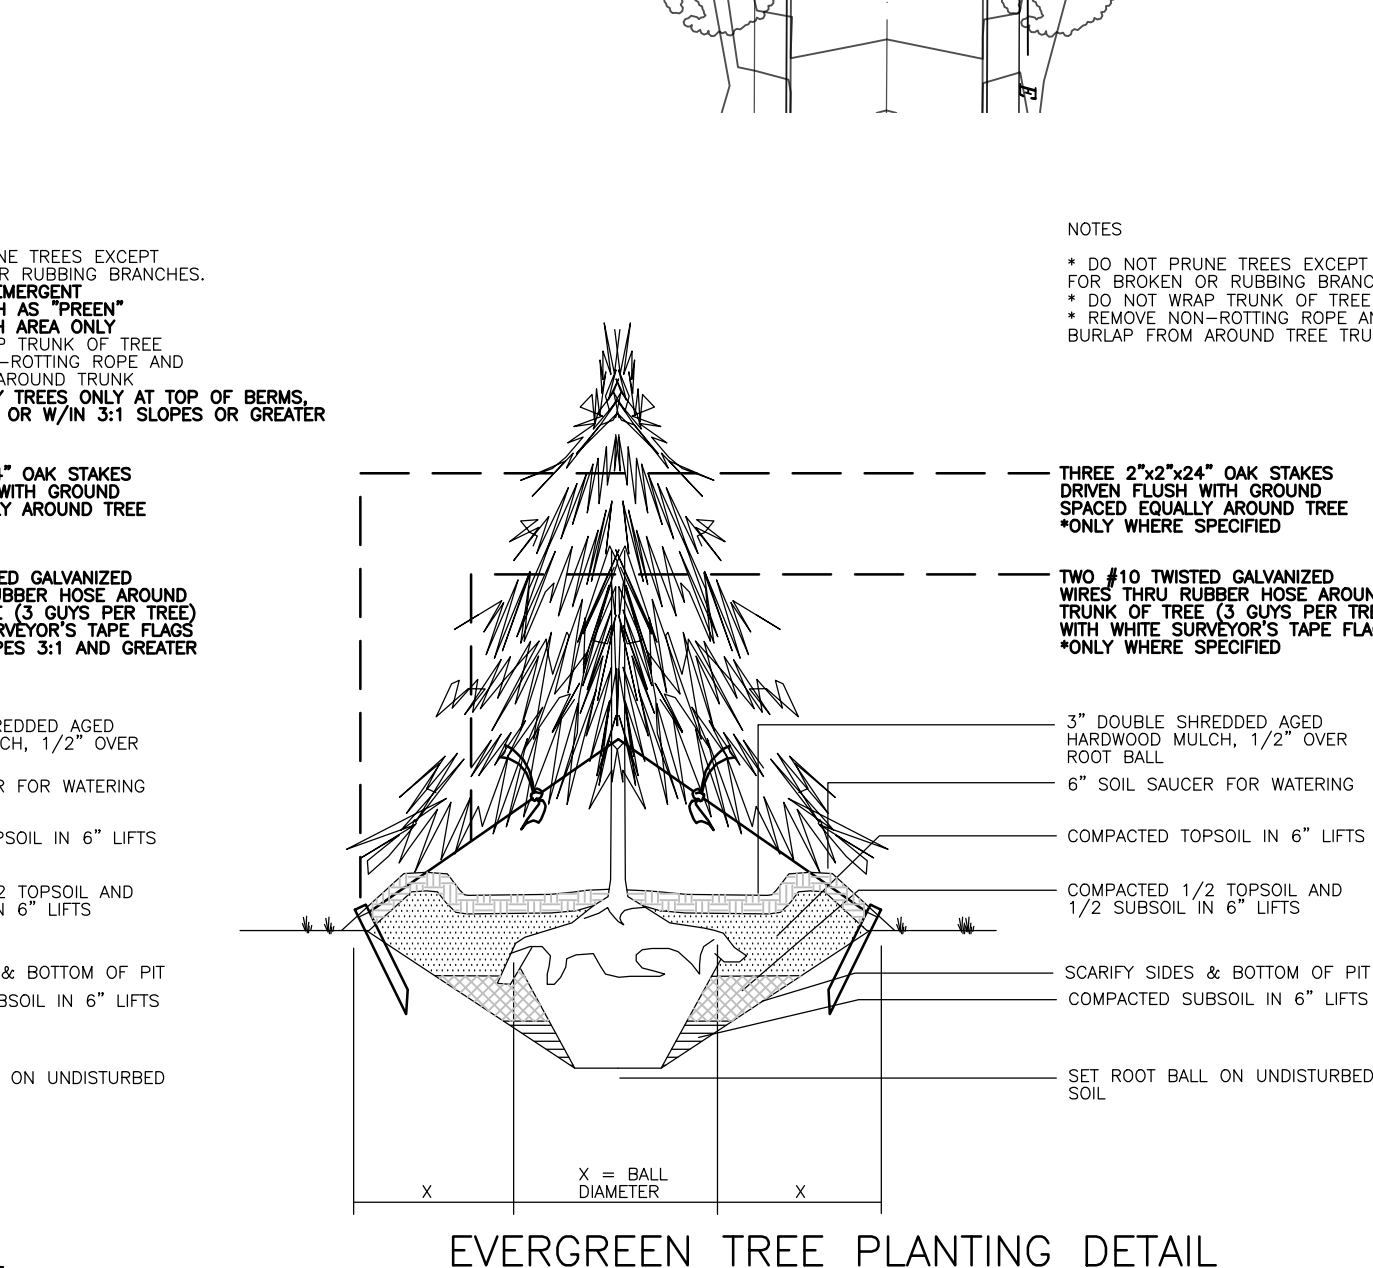 E
NE TREES EXCEPT
R RUBBING BRANCHES.
EMERGENT
H AS "PREEN"
H AREA ONLY
P TRUNK OF TREE
-ROTTING ROPE AND
AROUND TRUNK
Y TREES ONLY AT TOP OF BERMS,
OR W/IN 3:1 SLOPES OR GREATER
4" OAK STAKES
WITH GROUND
LY AROUND TREE
ED GALVANIZED
UBBER HOSE AROUND
E (3 GUYS PER TREE)
RVEYOR'S TAPE FLAGS
PES 3:1 AND GREATER
REDDED AGED
CH, 1/2" OVER
R FOR WATERING
PSOIL IN 6" LIFTS
2 TOPSOIL AND
N 6" LIFTS
& BOTTOM OF PIT
BSOIL IN 6" LIFTS
ON UNDISTURBED
NOTES
* DO NOT PRUNE TREES EXCEPT
FOR BROKEN OR RUBBING BRANC
* DO NOT WRAP TRUNK OF TREE
* REMOVE NON-ROTTING ROPE AN
BURLAP FROM AROUND TREE TRU
THREE 2"x2"x24" OAK STAKES
DRIVEN FLUSH WITH GROUND
SPACED EQUALLY AROUND TREE
*ONLY WHERE SPECIFIED
TWO #10 TWISTED GALVANIZED
WIRES THRU RUBBER HOSE AROUN
TRUNK OF TREE (3 GUYS PER TRE
WITH WHITE SURVEYOR'S TAPE FLA
*ONLY WHERE SPECIFIED
3" DOUBLE SHREDDED AGED
HARDWOOD MULCH, 1/2" OVER
ROOT BALL
6" SOIL SAUCER FOR WATERING
COMPACTED TOPSOIL IN 6" LIFTS
COMPACTED 1/2 TOPSOIL AND
1/2 SUBSOIL IN 6" LIFTS
SCARIFY SIDES & BOTTOM OF PIT
COMPACTED SUBSOIL IN 6" LIFTS
SET ROOT BALL ON UNDISTURBED
SOIL
X
X = BALL
DIAMETER
X
EVERGREEN TREE PLANTING DETAIL